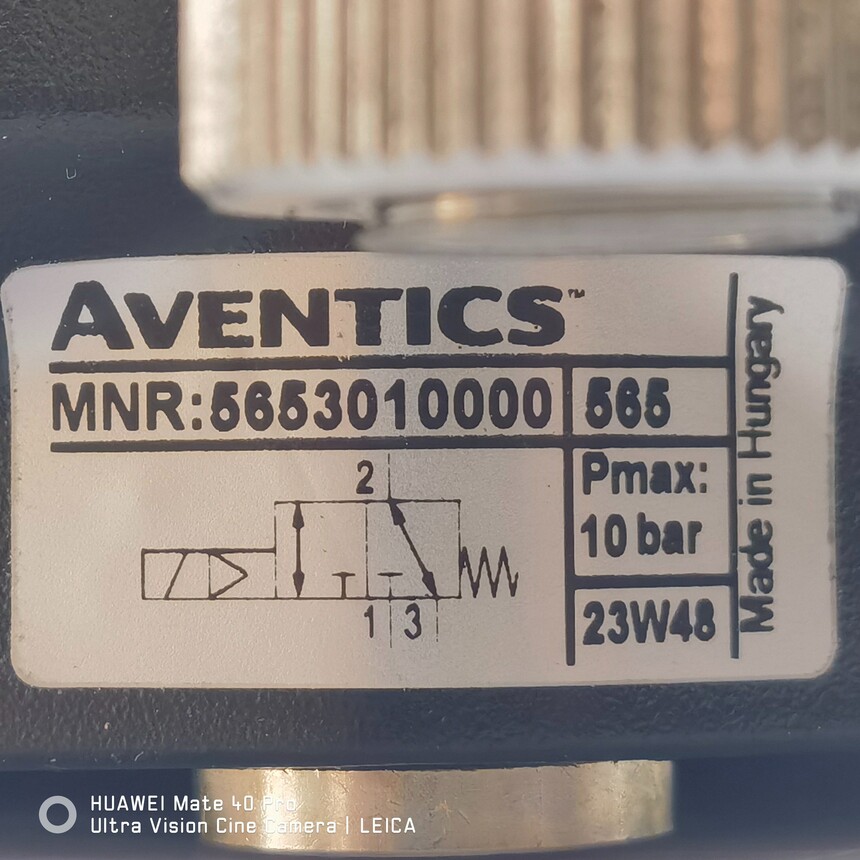 AVENTICS™
MNR:5653010000
565
Pmax:
10 bar
23W48
Made in Hungary
2
1 3
HUAWEI Mate 40 Pro
Ultra Vision Cine Camera | LEICA